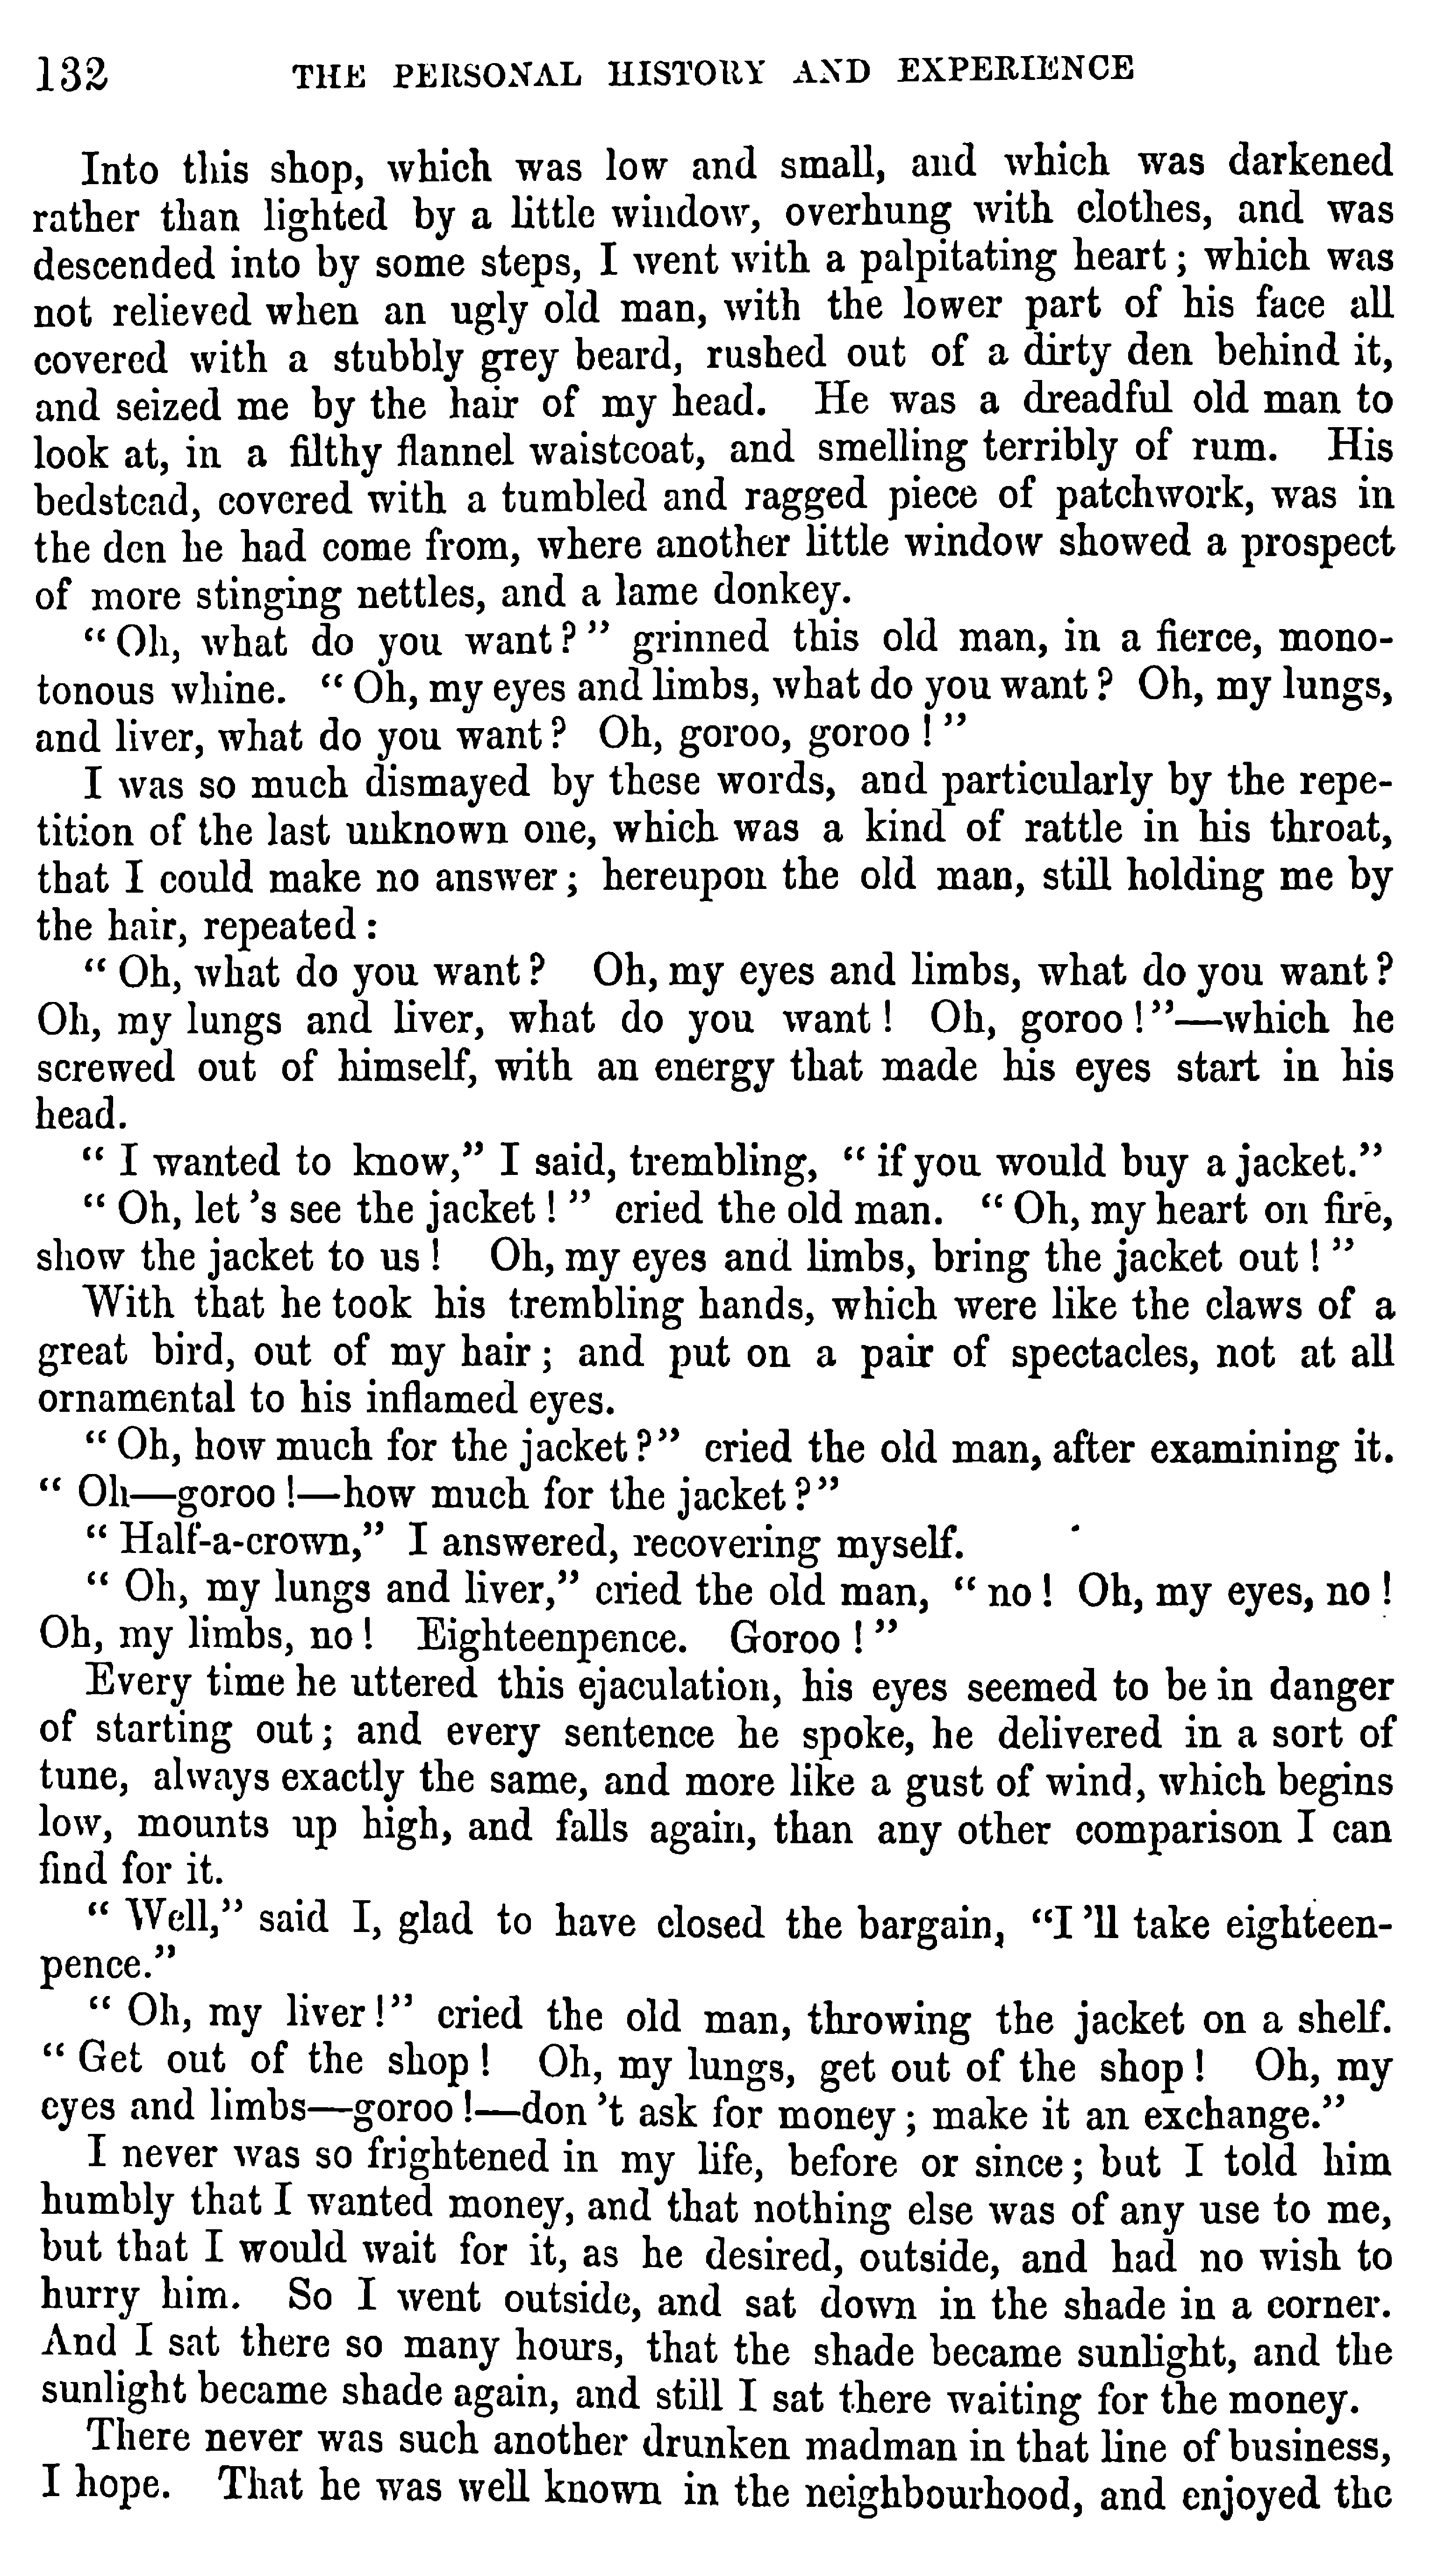 132 THE PERSONAL HISTORY AND EXPERIENCE
Into this shop, which was low and small, and which was darkened
rather than lighted by a little window, overhung with clothes, and was
descended into by some steps, I went with a palpitating heart; which was
not relieved when an ugly old man, with the lower part of his face all
covered with a stubbly grey beard, rushed out of a dirty den behind it,
and seized me by the hair of my head. He was a dreadful old man to
look at, in a filthy flannel waistcoat, and smelling terribly of rum. His
bedstead, covered with a tumbled and ragged piece of patchwork, was in
the den he had come from, where another little window showed a prospect
of more stinging nettles, and a lame donkey.
“Oh, what do you want?” grinned this old man, in a fierce, mono-
tonous whine. “Oh, my eyes and limbs, what do you want? Oh, my lungs,
and liver, what do you want? Oh, goroo, goroo!”
I was so much dismayed by these words, and particularly by the repe-
tition of the last unknown one, which was a kind of rattle in his throat,
that I could make no answer; hereupon the old man, still holding me by
the hair, repeated:
“Oh, what do you want? Oh, my eyes and limbs, what do you want?
Oh, my lungs and liver, what do you want! Oh, goroo!”—which he
screwed out of himself, with an energy that made his eyes start in his
head.
“I wanted to know,” I said, trembling, “if you would buy a jacket.”
“Oh, let 's see the jacket!” cried the old man. “Oh, my heart on fire,
show the jacket to us! Oh, my eyes and limbs, bring the jacket out!”
With that he took his trembling hands, which were like the claws of a
great bird, out of my hair; and put on a pair of spectacles, not at all
ornamental to his inflamed eyes.
“Oh, how much for the jacket?” cried the old man, after examining it.
“Oh—goroo!—how much for the jacket?”
“Half-a-crown,” I answered, recovering myself.
“Oh, my lungs and liver,” cried the old man, “no! Oh, my eyes, no!
Oh, my limbs, no! Eighteenpence. Goroo!”
Every time he uttered this ejaculation, his eyes seemed to be in danger
of starting out; and every sentence he spoke, he delivered in a sort of
tune, always exactly the same, and more like a gust of wind, which begins
low, mounts up high, and falls again, than any other comparison I can
find for it.
“Well,” said I, glad to have closed the bargain, “I 'll take eighteen-
pence.”
“Oh, my liver!” cried the old man, throwing the jacket on a shelf.
“Get out of the shop! Oh, my lungs, get out of the shop! Oh, my
eyes and limbs—goroo!—don 't ask for money; make it an exchange.”
I never was so frightened in my life, before or since; but I told him
humbly that I wanted money, and that nothing else was of any use to me,
but that I would wait for it, as he desired, outside, and had no wish to
hurry him. So I went outside, and sat down in the shade in a corner.
And I sat there so many hours, that the shade became sunlight, and the
sunlight became shade again, and still I sat there waiting for the money.
There never was such another drunken madman in that line of business,
I hope. That he was well known in the neighbourhood, and enjoyed the